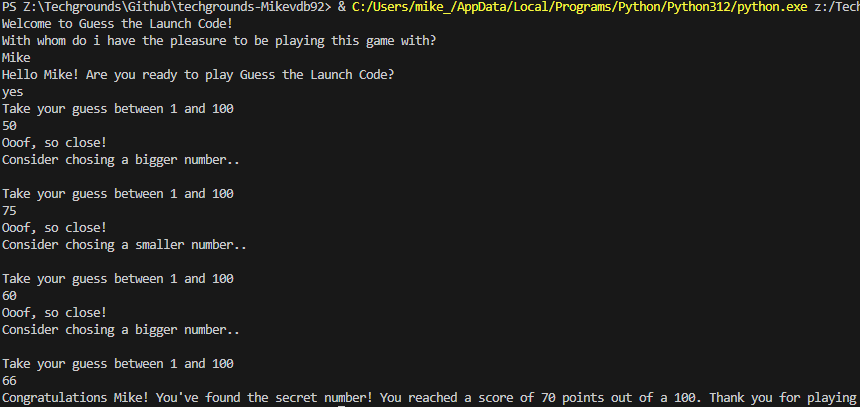 PS Z:\Techgrounds\Github\techgrounds-Mikevdb92> & C:/Users/mike_/AppData/Local/Programs/Python/Python312/python.exe z:/Tech
Welcome to Guess the Launch Code!
With whom do i have the pleasure to be playing this game with?
Mike
Hello Mike! Are you ready to play Guess the Launch Code?
yes
Take your guess between 1 and 100
50
Ooof, so close!
Consider chosing a bigger number..
Take your guess between 1 and 100
75
Ooof, so close!
Consider chosing a smaller number..
Take your guess between 1 and 100
60
Ooof, so close!
Consider chosing a bigger number..
Take your guess between 1 and 100
66
Congratulations Mike! You've found the secret number! You reached a score of 70 points out of a 100. Thank you for playing